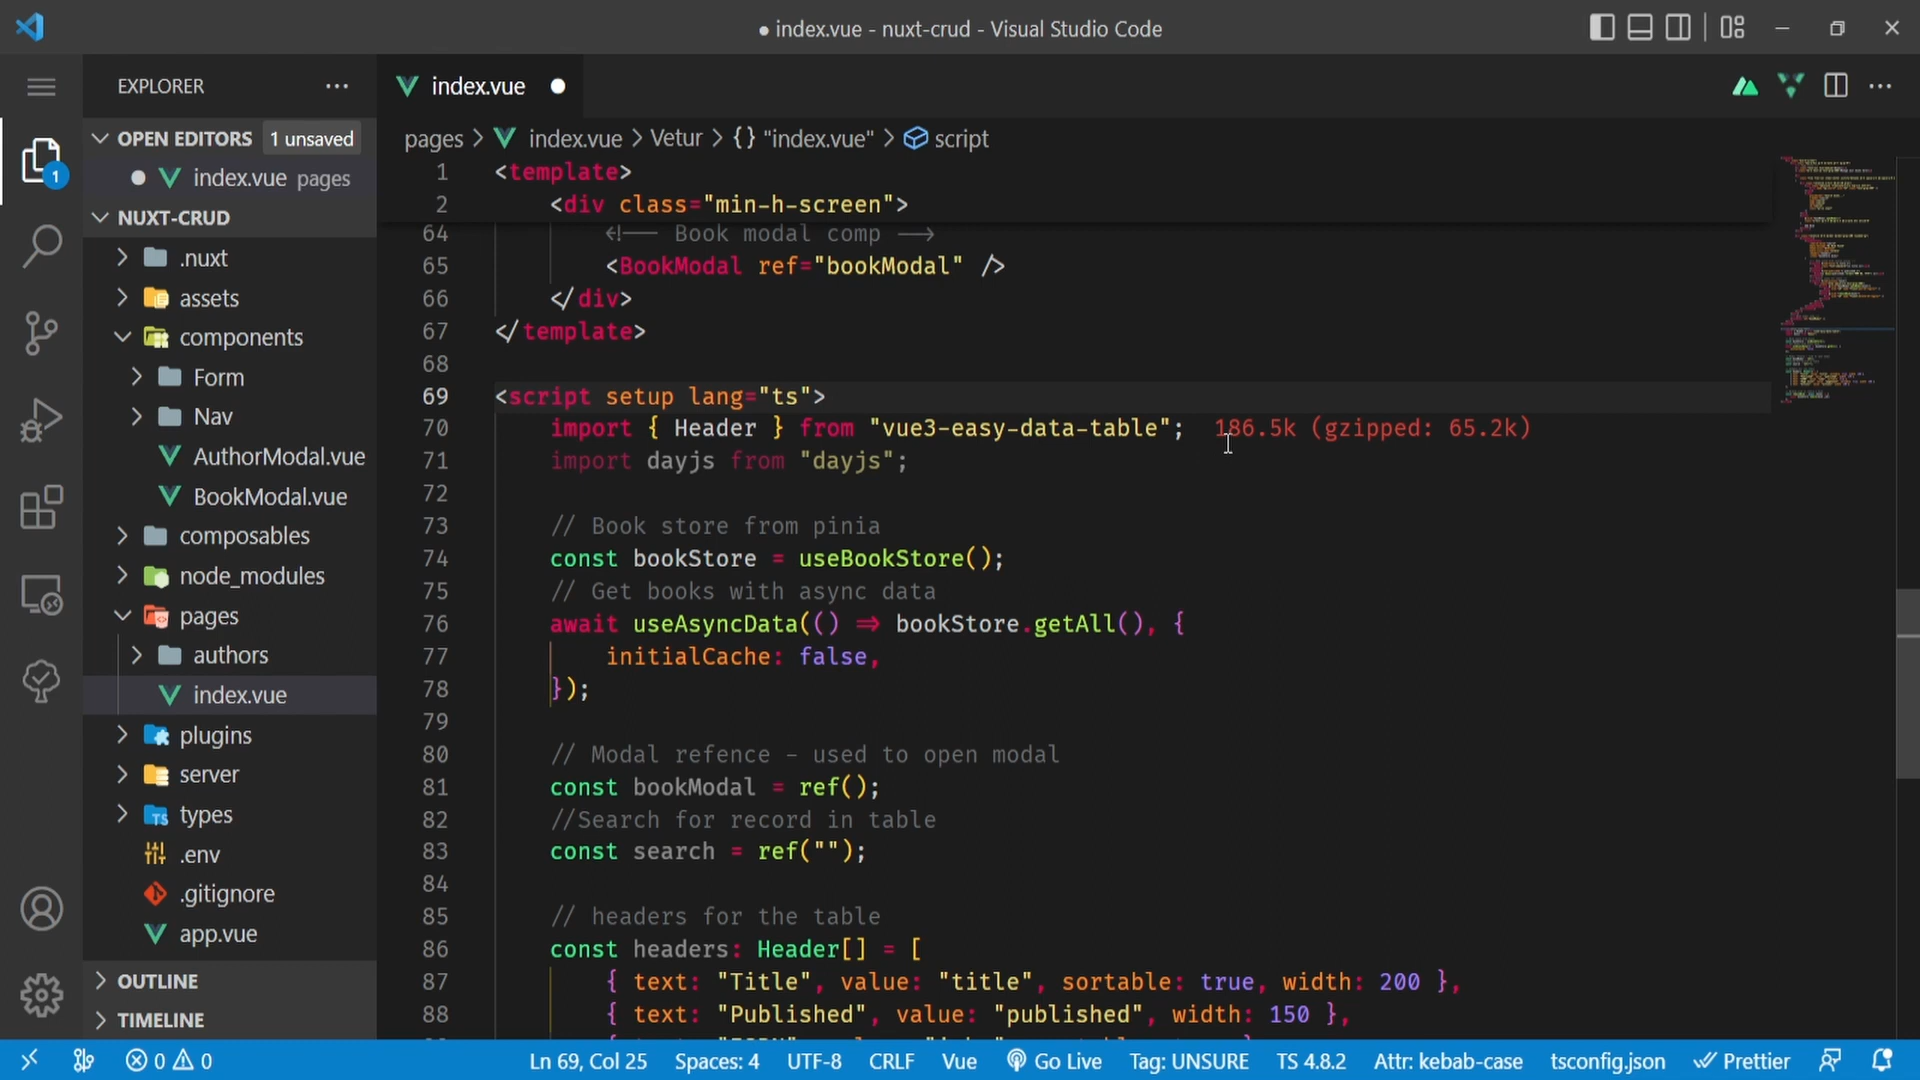 ● index.vue - nuxt-crud - Visual Studio Code
EXPLORER
OPEN EDITORS 1 unsaved
index.vue pages
1
NUXT-CRUD
.nuxt
assets
components
Form
Nav
AuthorModal.vue
BookModal.vue
composables
node_modules
pages
authors
index.vue
plugins
server
types
.env
.gitignore
app.vue
OUTLINE
TIMELINE
index.vue
pages > index.vue > Vetur > {} "index.vue" > script
1 <template>
2 <div class="min-h-screen">
64 <!-- Book modal comp -->
65 <BookModal ref="bookModal" />
66 </div>
67 </template>
68
69 <script setup lang="ts">
70 import { Header } from "vue3-easy-data-table"; 186.5k (gzipped: 65.2k)
71 import dayjs from "dayjs";
72
73 // Book store from pinia
74 const bookStore = useBookStore();
75 // Get books with async data
76 await useAsyncData(() => bookStore.getAll(), {
77 initialCache: false,
78 });
79
80 // Modal refence - used to open modal
81 const bookModal = ref();
82 //Search for record in table
83 const search = ref("");
84
85 // headers for the table
86 const headers: Header[] = [
87 { text: "Title", value: "title", sortable: true, width: 200 },
88 { text: "Published", value: "published", width: 150 },
0 0 Ln 69, Col 25 Spaces: 4 UTF-8 CRLF Vue Go Live Tag: UNSURE TS 4.8.2 Attr: kebab-case tsconfig.json Prettier